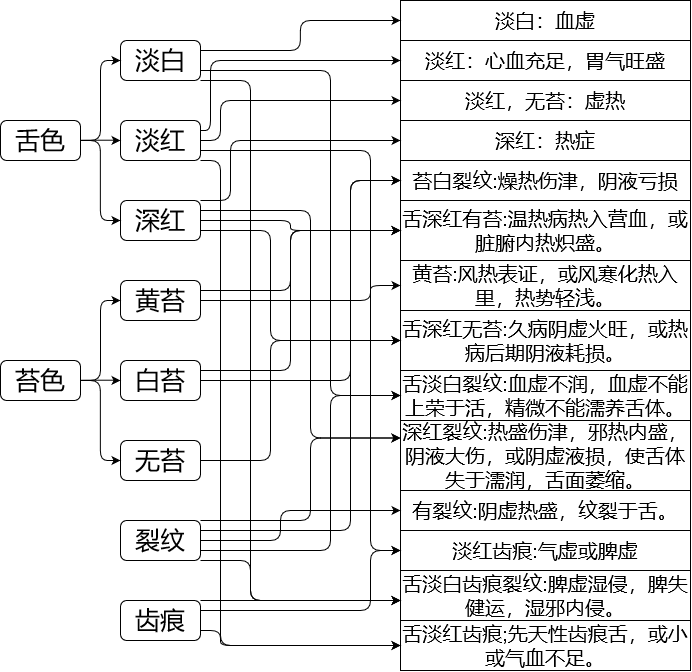 舌色
淡白
淡红
深红
苔色
黄苔
白苔
无苔
裂纹
齿痕
淡白：血虚
淡红：心血充足，胃气旺盛
淡红，无苔：虚热
深红：热症
苔白裂纹:燥热伤津，阴液亏损
舌深红有苔:温热病热入营血，或
脏腑内热炽盛。
黄苔:风热表证，或风寒化热入
里，热势轻浅。
舌深红无苔:久病阴虚火旺，或热
病后期阴液耗损。
舌淡白裂纹:血虚不润，血虚不能
上荣于活，精微不能濡养舌体。
深红裂纹:热盛伤津，邪热内盛，
阴液大伤，或阴虚液损，使舌体
失于濡润，舌面萎缩。
有裂纹:阴虚热盛，纹裂于舌。
淡红齿痕:气虚或脾虚
舌淡白齿痕裂纹:脾虚湿侵，脾失
健运，湿邪内侵。
舌淡红齿痕;先天性齿痕舌，或小
或气血不足。